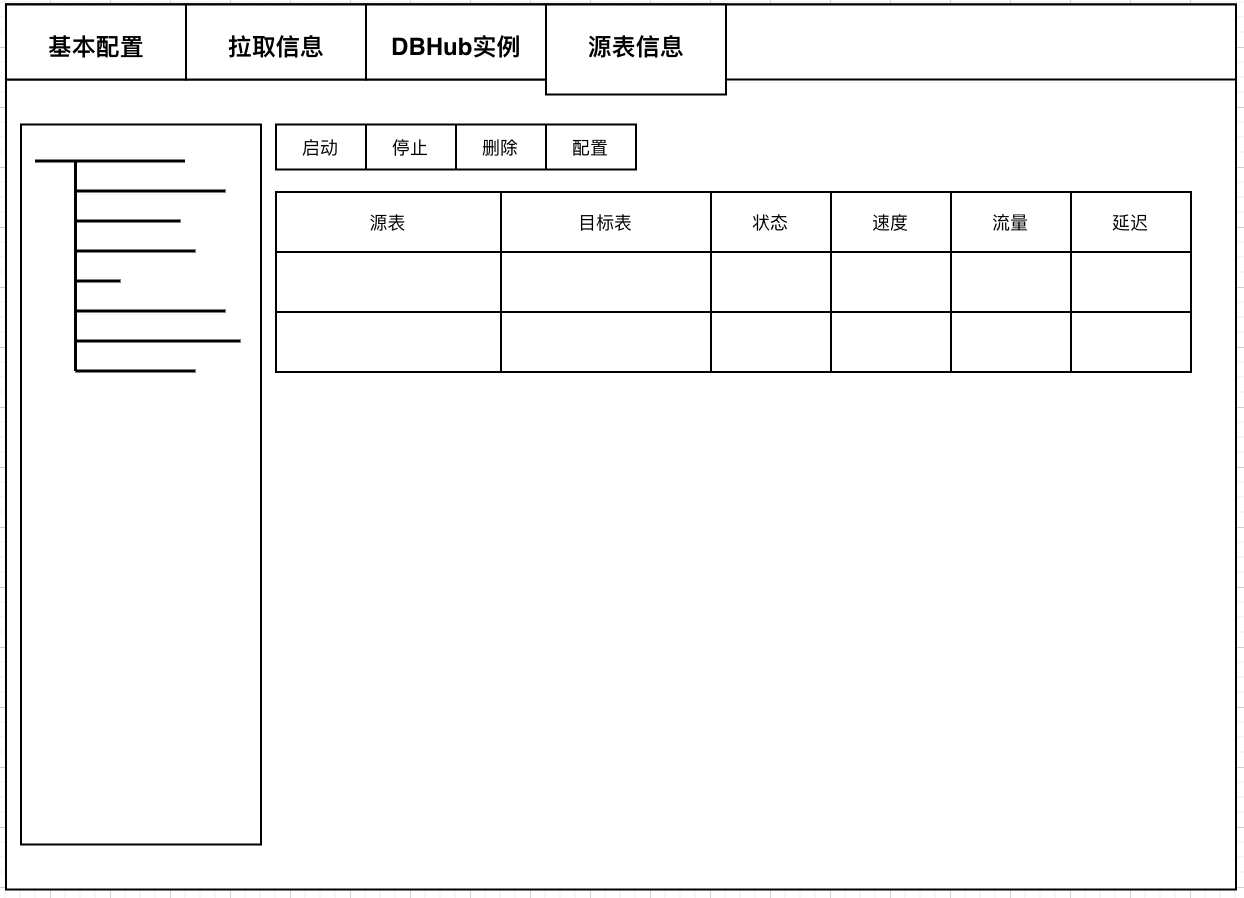 基本配置 拉取信息 DBHub实例 源表信息
启动 停止 删除 配置
源表 目标表 状态 速度 流量 延迟